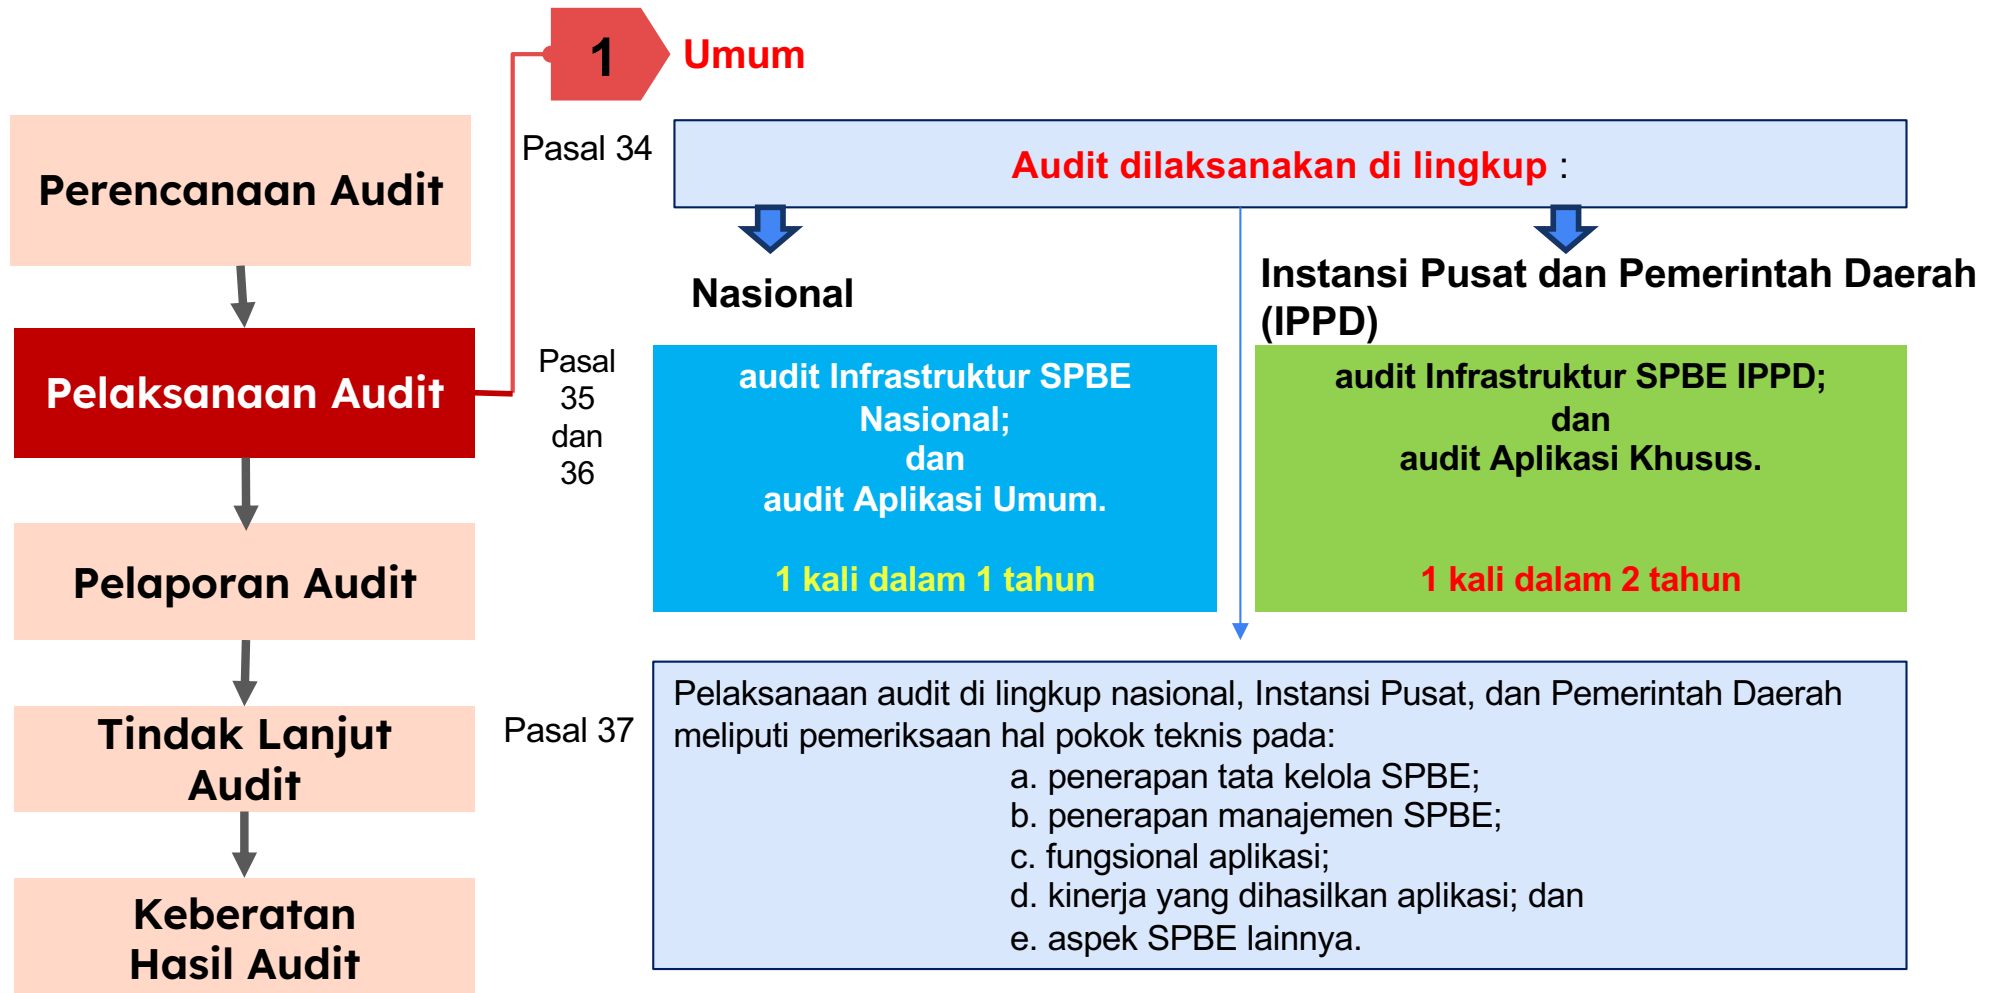 1
Umum
Perencanaan Audit
Pelaksanaan Audit
Pelaporan Audit
Tindak Lanjut
Audit
Keberatan
Hasil Audit
Pasal 34
Audit dilaksanakan di lingkup :
Nasional
Instansi Pusat dan Pemerintah Daerah
(IPPD)
Pasal
35
dan
36
audit Infrastruktur SPBE
Nasional;
dan
audit Aplikasi Umum.
1 kali dalam 1 tahun
audit Infrastruktur SPBE IPPD;
dan
audit Aplikasi Khusus.
1 kali dalam 2 tahun
Pasal 37
Pelaksanaan audit di lingkup nasional, Instansi Pusat, dan Pemerintah Daerah
meliputi pemeriksaan hal pokok teknis pada:
a. penerapan tata kelola SPBE;
b. penerapan manajemen SPBE;
c. fungsional aplikasi;
d. kinerja yang dihasilkan aplikasi; dan
e. aspek SPBE lainnya.